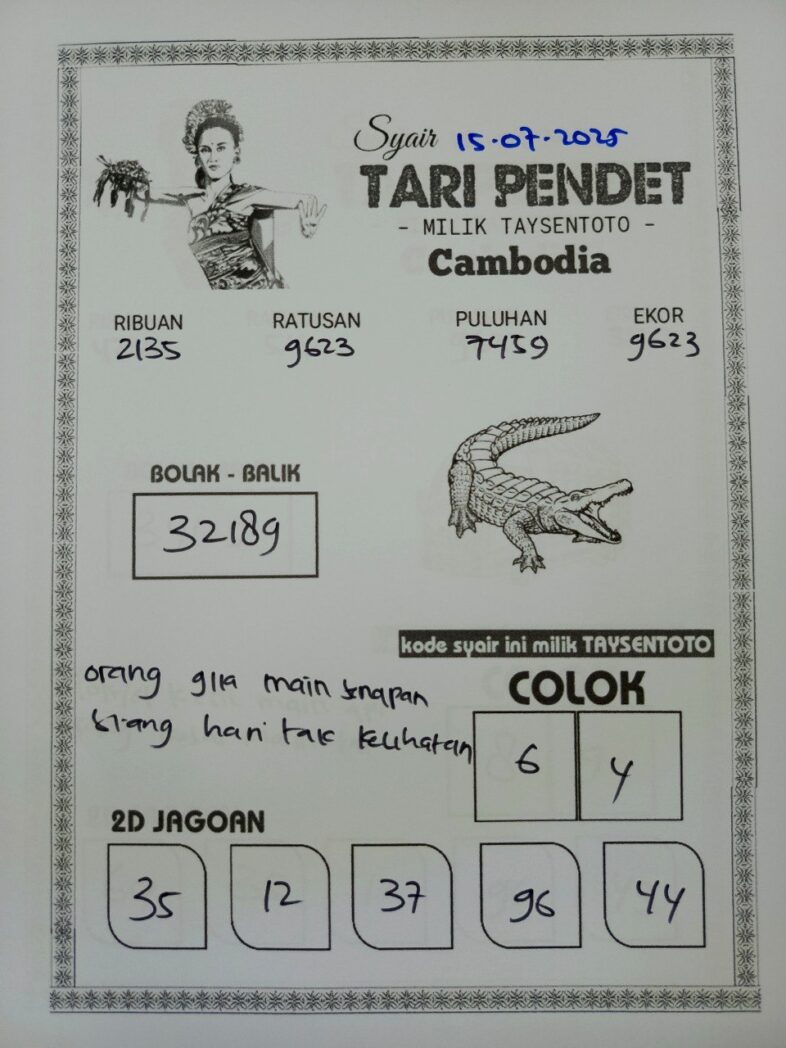 Syair 15.07.2025
TARI PENDET
- MILIK TAYSENTOTO -
Cambodia
RIBUAN RATUSAN PULUHAN EKOR
2135 9623 7459 9623
BOLAK - BALIK
32189
kode syair ini milik TAYSENTOTO
orang gila main snapan
siang hari tak kelihatan
COLOK
6 4
2D JAGOAN
35 12 37 96 44